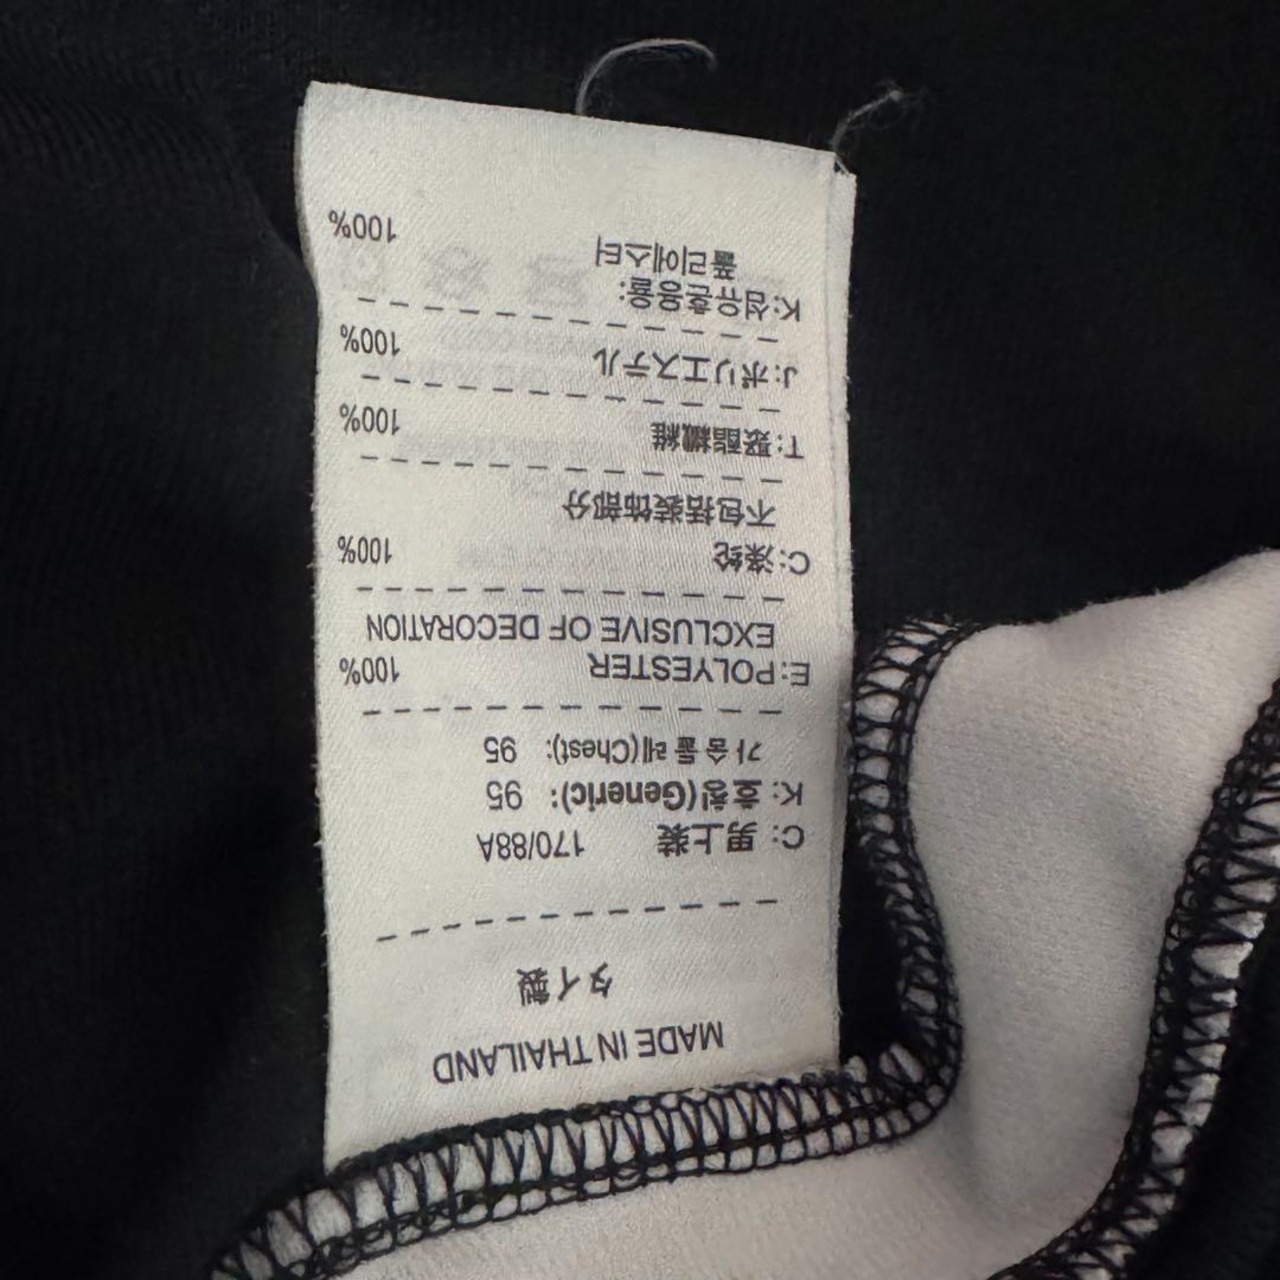 MADE IN THAILAND
タイ製
C: 男上装 170/88A
K: 호칭(Generic): 95
가슴둘레(Chest): 95
E:POLYESTER 100%
EXCLUSIVE OF DECORATION
C:涤纶 100%
不包括装饰部分
T:聚酯纖維 100%
J:ポリエステル 100%
K:섬유혼용율:
폴리에스터 100%